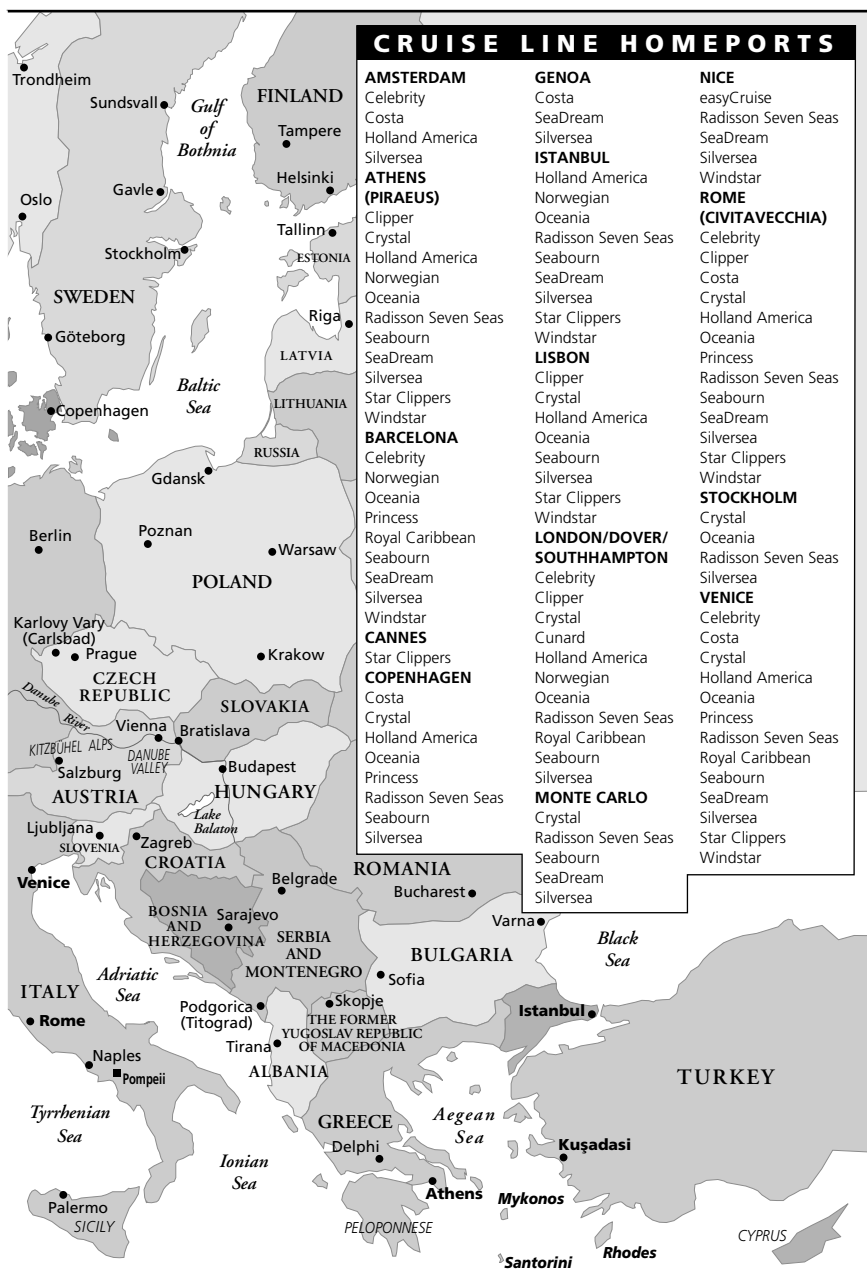 CRUISE LINE HOMEPORTS
AMSTERDAM
Celebrity
Costa
Holland America
Silversea
ATHENS
(PIRAEUS)
Clipper
Crystal
Holland America
Norwegian
Oceania
Radisson Seven Seas
Seabourn
SeaDream
Silversea
Star Clippers
Windstar
BARCELONA
Celebrity
Norwegian
Oceania
Princess
Royal Caribbean
Seabourn
SeaDream
Silversea
Windstar
CANNES
Star Clippers
COPENHAGEN
Costa
Crystal
Holland America
Oceania
Princess
Radisson Seven Seas
Seabourn
Silversea
GENOA
Costa
SeaDream
Silversea
ISTANBUL
Holland America
Norwegian
Oceania
Radisson Seven Seas
Seabourn
SeaDream
Silversea
Star Clippers
Windstar
LISBON
Clipper
Crystal
Holland America
Oceania
Seabourn
Silversea
Star Clippers
Windstar
LONDON/DOVER/
SOUTHHAMPTON
Celebrity
Clipper
Crystal
Cunard
Holland America
Norwegian
Oceania
Radisson Seven Seas
Royal Caribbean
Seabourn
Silversea
MONTE CARLO
Crystal
Radisson Seven Seas
Seabourn
SeaDream
Silversea
NICE
easyCruise
Radisson Seven Seas
SeaDream
Silversea
Windstar
ROME
(CIVITAVECCHIA)
Celebrity
Clipper
Costa
Crystal
Holland America
Oceania
Princess
Radisson Seven Seas
Seabourn
SeaDream
Silversea
Star Clippers
Windstar
STOCKHOLM
Crystal
Oceania
Radisson Seven Seas
Silversea
VENICE
Celebrity
Costa
Crystal
Holland America
Oceania
Princess
Radisson Seven Seas
Royal Caribbean
Seabourn
SeaDream
Silversea
Star Clippers
Windstar
Trondheim
Sundsvall
Gulf
of
Bothnia
FINLAND
Tampere
Helsinki
Gavle
Oslo
Tallinn
ESTONIA
Stockholm
SWEDEN
Riga
Göteborg
LATVIA
Baltic
Sea
Copenhagen
LITHUANIA
RUSSIA
Gdansk
Berlin
Poznan
Warsaw
POLAND
Karlovy Vary
(Carlsbad)
Prague
Krakow
CZECH
REPUBLIC
Danube
River
SLOVAKIA
Vienna
Bratislava
KITZBÜHEL ALPS
DANUBE
VALLEY
Salzburg
Budapest
AUSTRIA
HUNGARY
Lake
Balaton
Ljubljana
SLOVENIA
Zagreb
CROATIA
Venice
ROMANIA
Belgrade
Bucharest
BOSNIA
AND
HERZEGOVINA
Sarajevo
Varna
SERBIA
AND
MONTENEGRO
BULGARIA
Black
Sea
Adriatic
Sea
Sofia
ITALY
Podgorica
(Titograd)
Skopje
Istanbul
Rome
THE FORMER
YUGOSLAV REPUBLIC
OF MACEDONIA
Tirana
Naples
Pompeii
ALBANIA
TURKEY
Tyrrhenian
Sea
GREECE
Aegean
Sea
Delphi
Kuşadasi
Ionian
Sea
Athens
Mykonos
Palermo
SICILY
PELOPONNESE
CYPRUS
Santorini
Rhodes